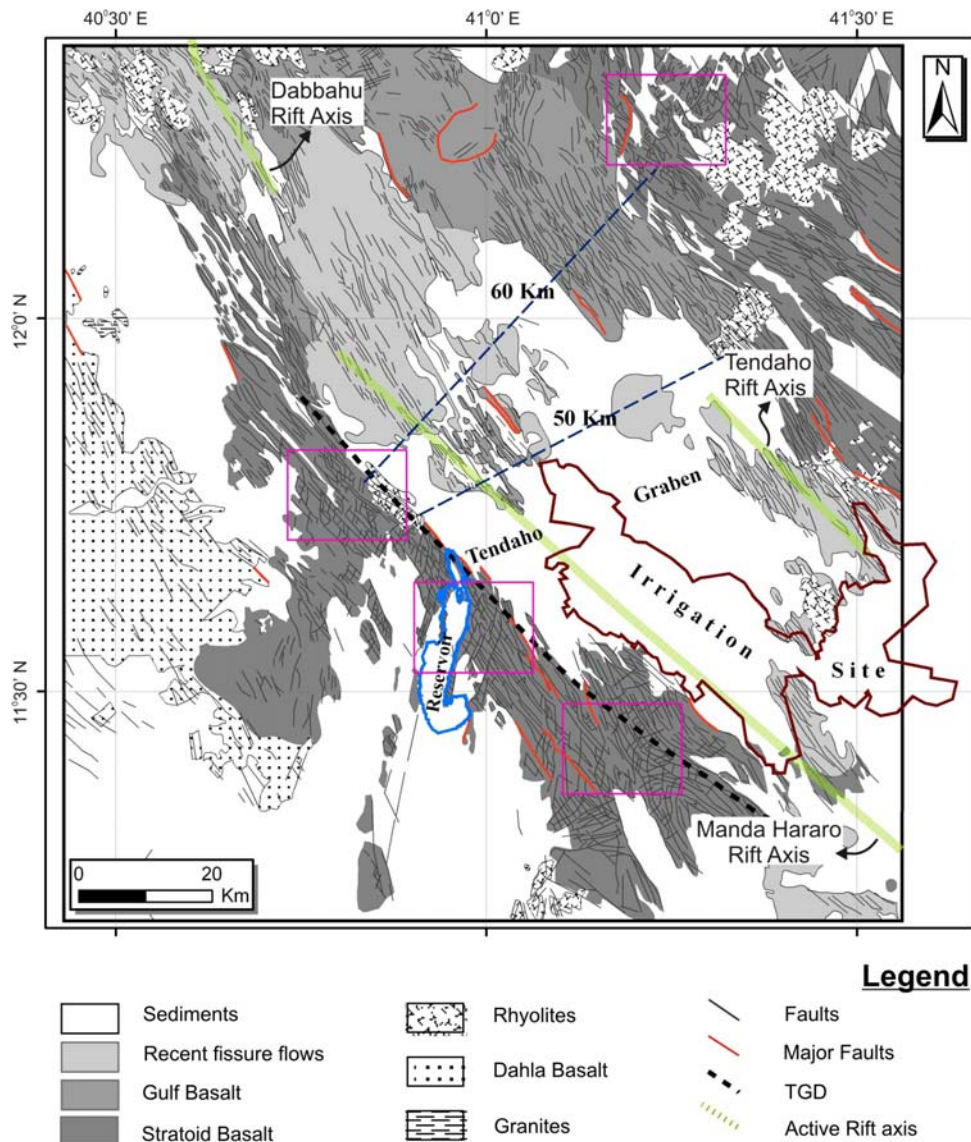 40°30' E
41°0' E
41°30' E
N
Dabbahu
Rift Axis
60 Km
12°0 N
Tendaho
Rift Axis
50 Km
Graben
Tendaho
Irrigation
Site
Reservoir
11°30 N
Manda Hararo
Rift Axis
0 20
Km
Legend
Sediments
Recent fissure flows
Gulf Basalt
Stratoid Basalt
Rhyolites
Dahla Basalt
Granites
Faults
Major Faults
TGD
Active Rift axis